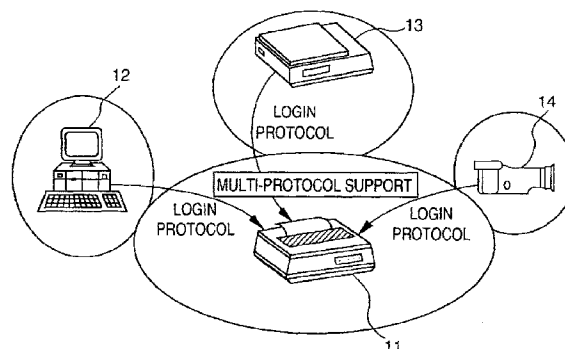 13
12
LOGIN
PROTOCOL
14
MULTI-PROTOCOL SUPPORT
LOGIN
PROTOCOL
LOGIN
PROTOCOL
11